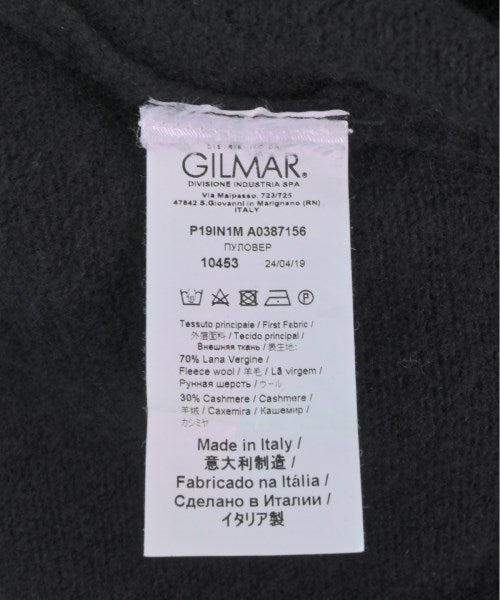 GILMAR®
DIVISIONE INDUSTRIA SPA
Via Malpasso, 723/725
47842 S.Giovanni in Marignano (RN)
ITALY
P19IN1M A0387156
ПУЛОВЕР
10453 24/04/19
Tessuto principale / First Fabric /
外层面料 / Tecido principal /
Внешняя ткань / 表生地:
70% Lana Vergine /
Fleece wool / 羊毛 / Lã virgem /
Рунная шерсть / ウール
30% Cashmere / Cashmere /
羊绒 / Caxemira / Кашемир /
カシミヤ
Made in Italy /
意大利制造 /
Fabricado na Itália /
Сделано в Италии /
イタリア製